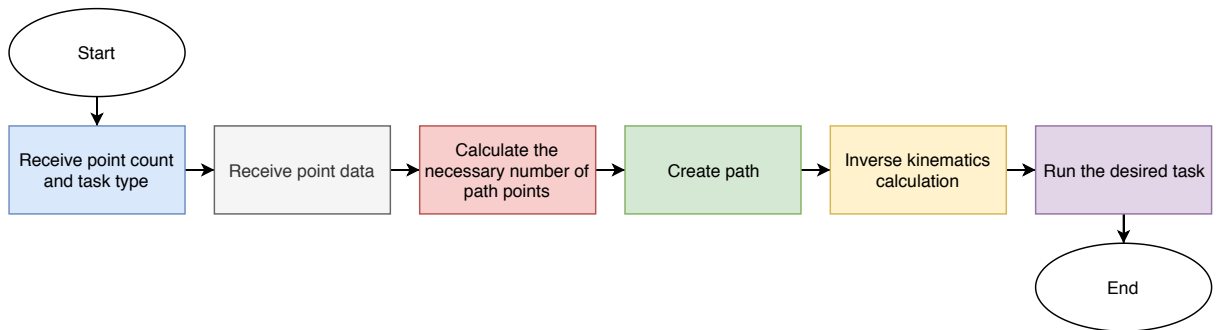 Start
Receive point count
and task type
Receive point data
Calculate the
necessary number of
path points
Create path
Inverse kinematics
calculation
Run the desired task
End